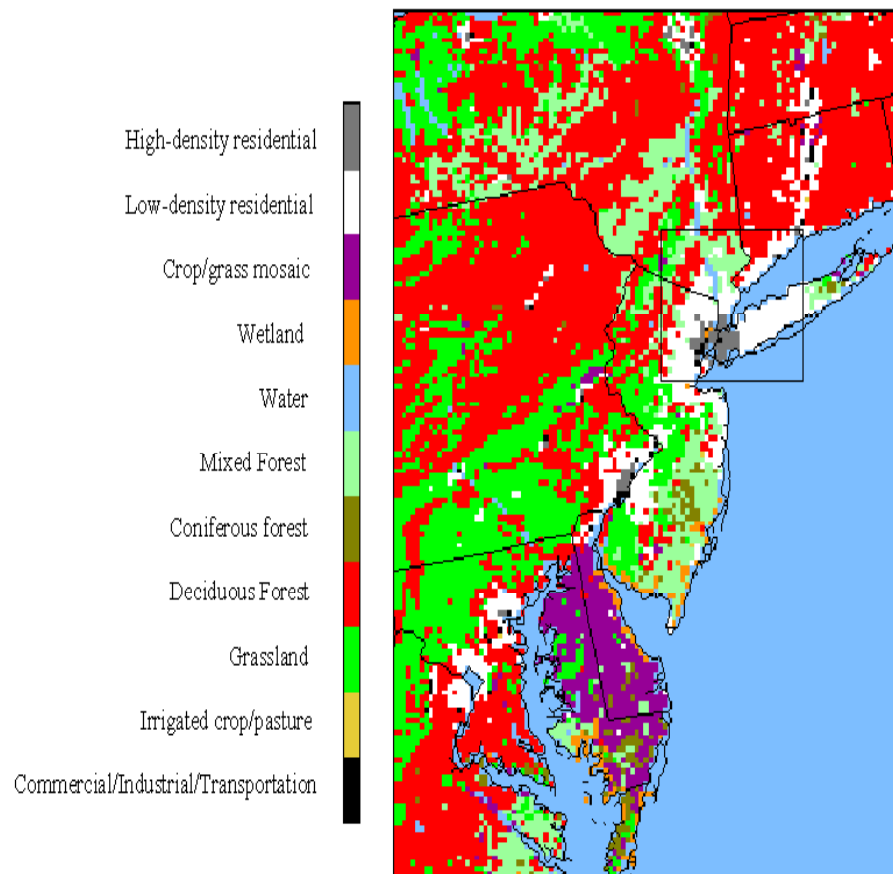 High-density residential
Low-density residential
Crop/grass mosaic
Wetland
Water
Mixed Forest
Coniferous forest
Deciduous Forest
Grassland
Irrigated crop/pasture
Commercial/Industrial/Transportation